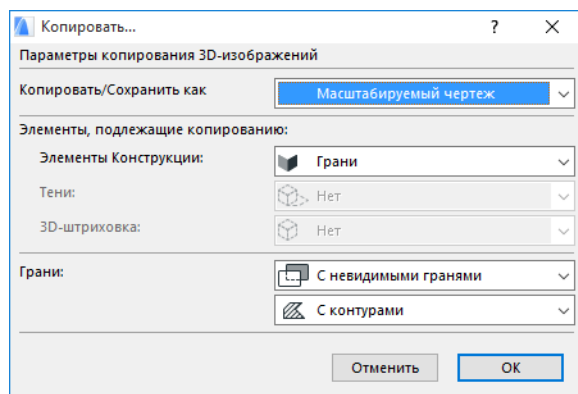 Копировать...
?
Параметры копирования 3D-изображений
Копировать/Сохранить как
Масштабируемый чертеж
Элементы, подлежащие копированию:
Элементы Конструкции:
Грани
Тени:
Нет
3D-штриховка:
Нет
Грани:
С невидимыми гранями
С контурами
Отменить
ОК